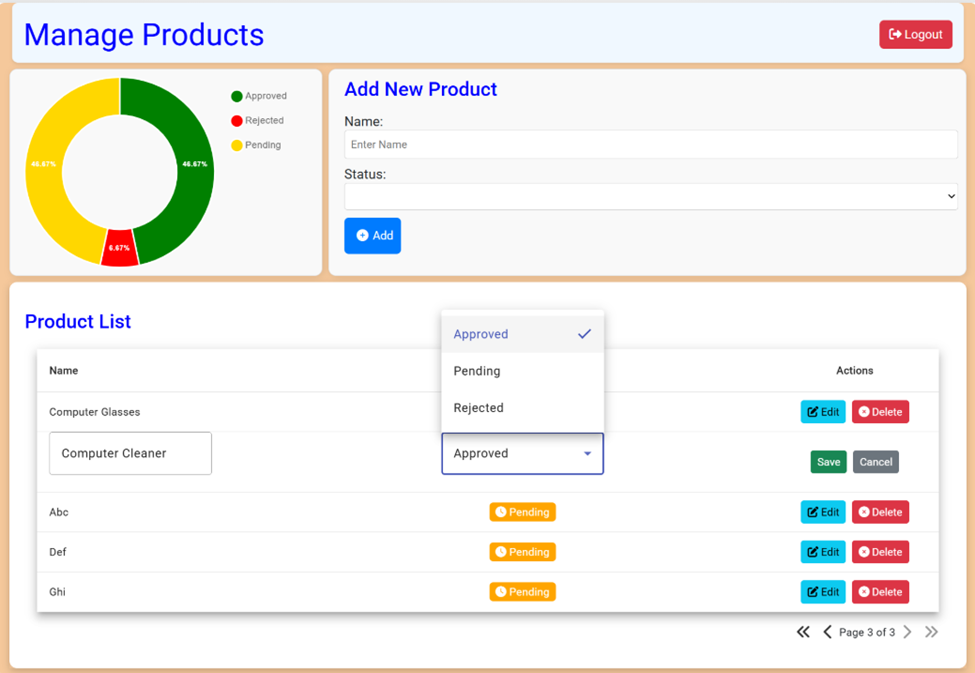 Manage Products
Logout
46.67%
46.67%
6.67%
Approved
Rejected
Pending
Add New Product
Name:
Enter Name
Status:
Add
Product List
Approved
Pending
Rejected
Name
Actions
Computer Glasses
Edit Delete
Computer Cleaner
Approved
Save Cancel
Abc
Pending
Edit Delete
Def
Pending
Edit Delete
Ghi
Pending
Edit Delete
Page 3 of 3